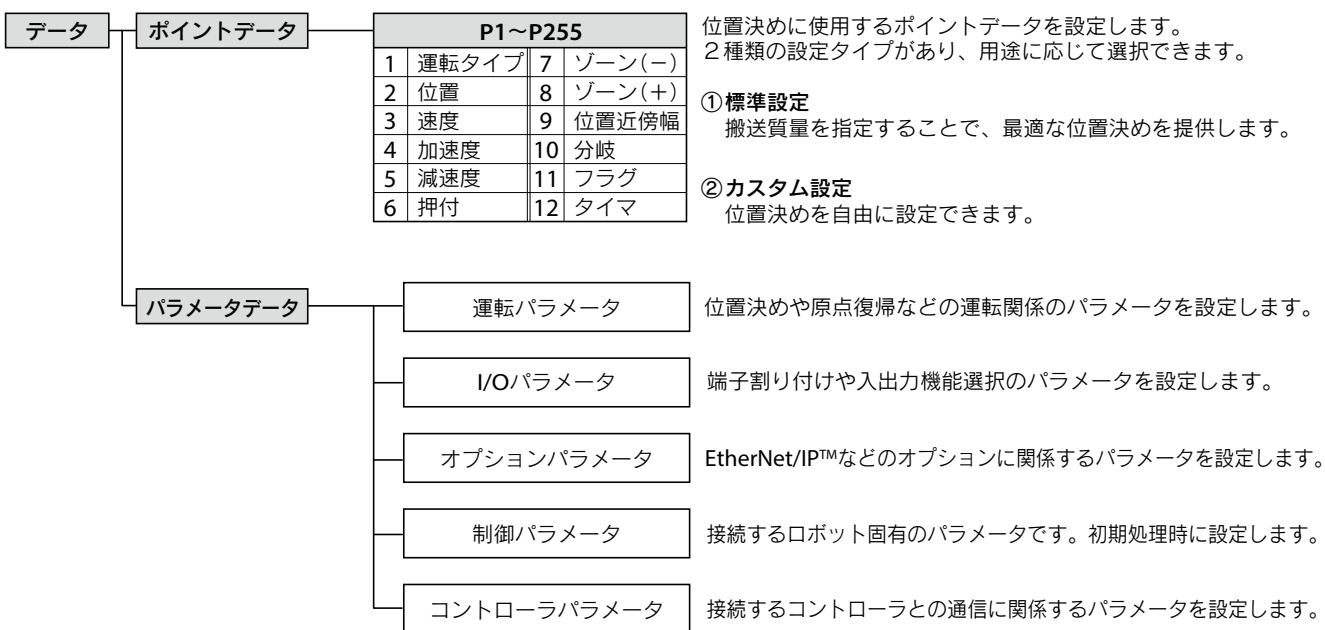 データ
ポイントデータ
P1～P255
1 運転タイプ 7 ゾーン(－)
2 位置 8 ゾーン(＋)
3 速度 9 位置近傍幅
4 加速度 10 分岐
5 減速度 11 フラグ
6 押付 12 タイマ
位置決めに使用するポイントデータを設定します。
２種類の設定タイプがあり、用途に応じて選択できます。
①標準設定
搬送質量を指定することで、最適な位置決めを提供します。
②カスタム設定
位置決めを自由に設定できます。
パラメータデータ
運転パラメータ
位置決めや原点復帰などの運転関係のパラメータを設定します。
I/Oパラメータ
端子割り付けや入出力機能選択のパラメータを設定します。
オプションパラメータ
EtherNet/IP™などのオプションに関係するパラメータを設定します。
制御パラメータ
接続するロボット固有のパラメータです。初期処理時に設定します。
コントローラパラメータ
接続するコントローラとの通信に関係するパラメータを設定します。